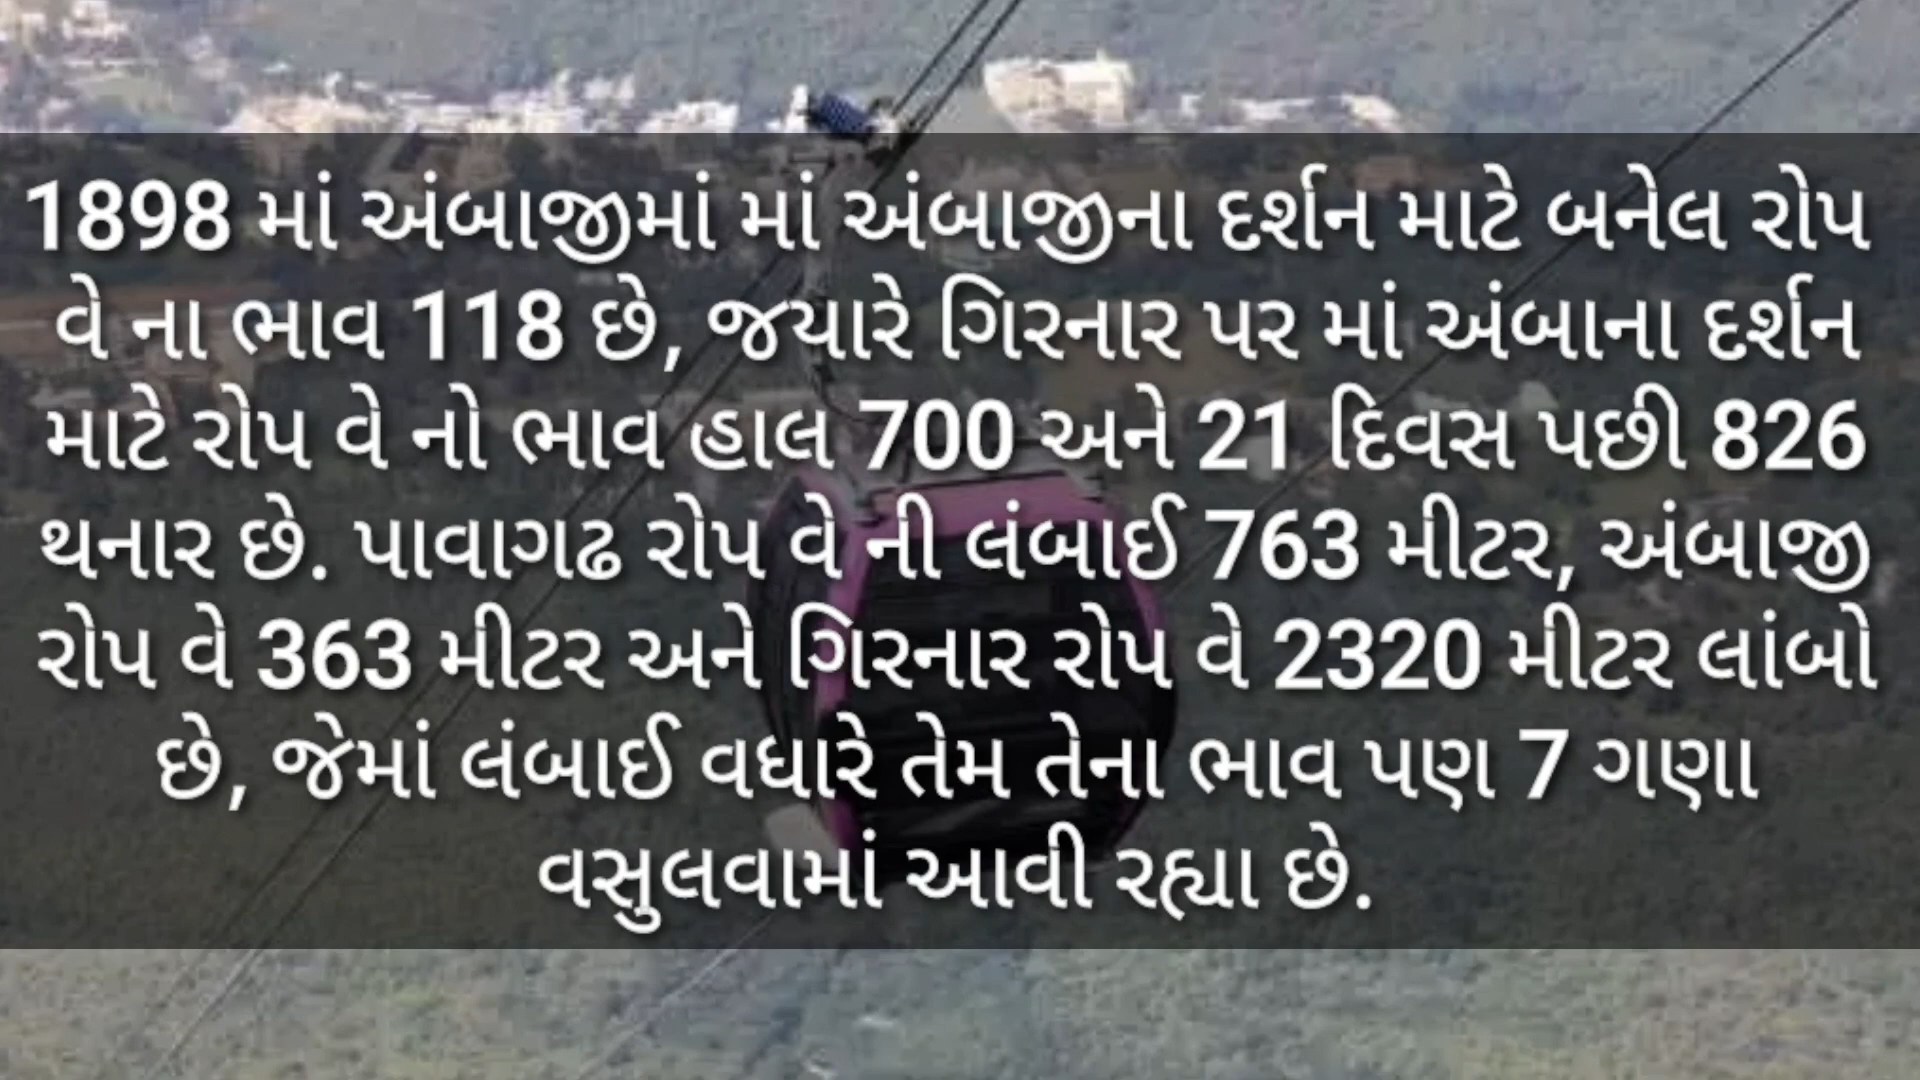 1898 માં અંબાજીમાં માં અંબાજીના દર્શન માટે બનેલ રોપ
વે ના ભાવ 118 છે, જયારે ગિરનાર પર માં અંબાના દર્શન
માટે રોપ વે નો ભાવ હાલ 700 અને 21 દિવસ પછી 826
થનાર છે. પાવાગઢ રોપ વે ની લંબાઈ 763 મીટર, અંબાજી
રોપ વે 363 મીટર અને ગિરનાર રોપ વે 2320 મીટર લાંબો
છે, જેમાં લંબાઈ વધારે તેમ તેના ભાવ પણ 7 ગણા
વસુલવામાં આવી રહ્યા છે.